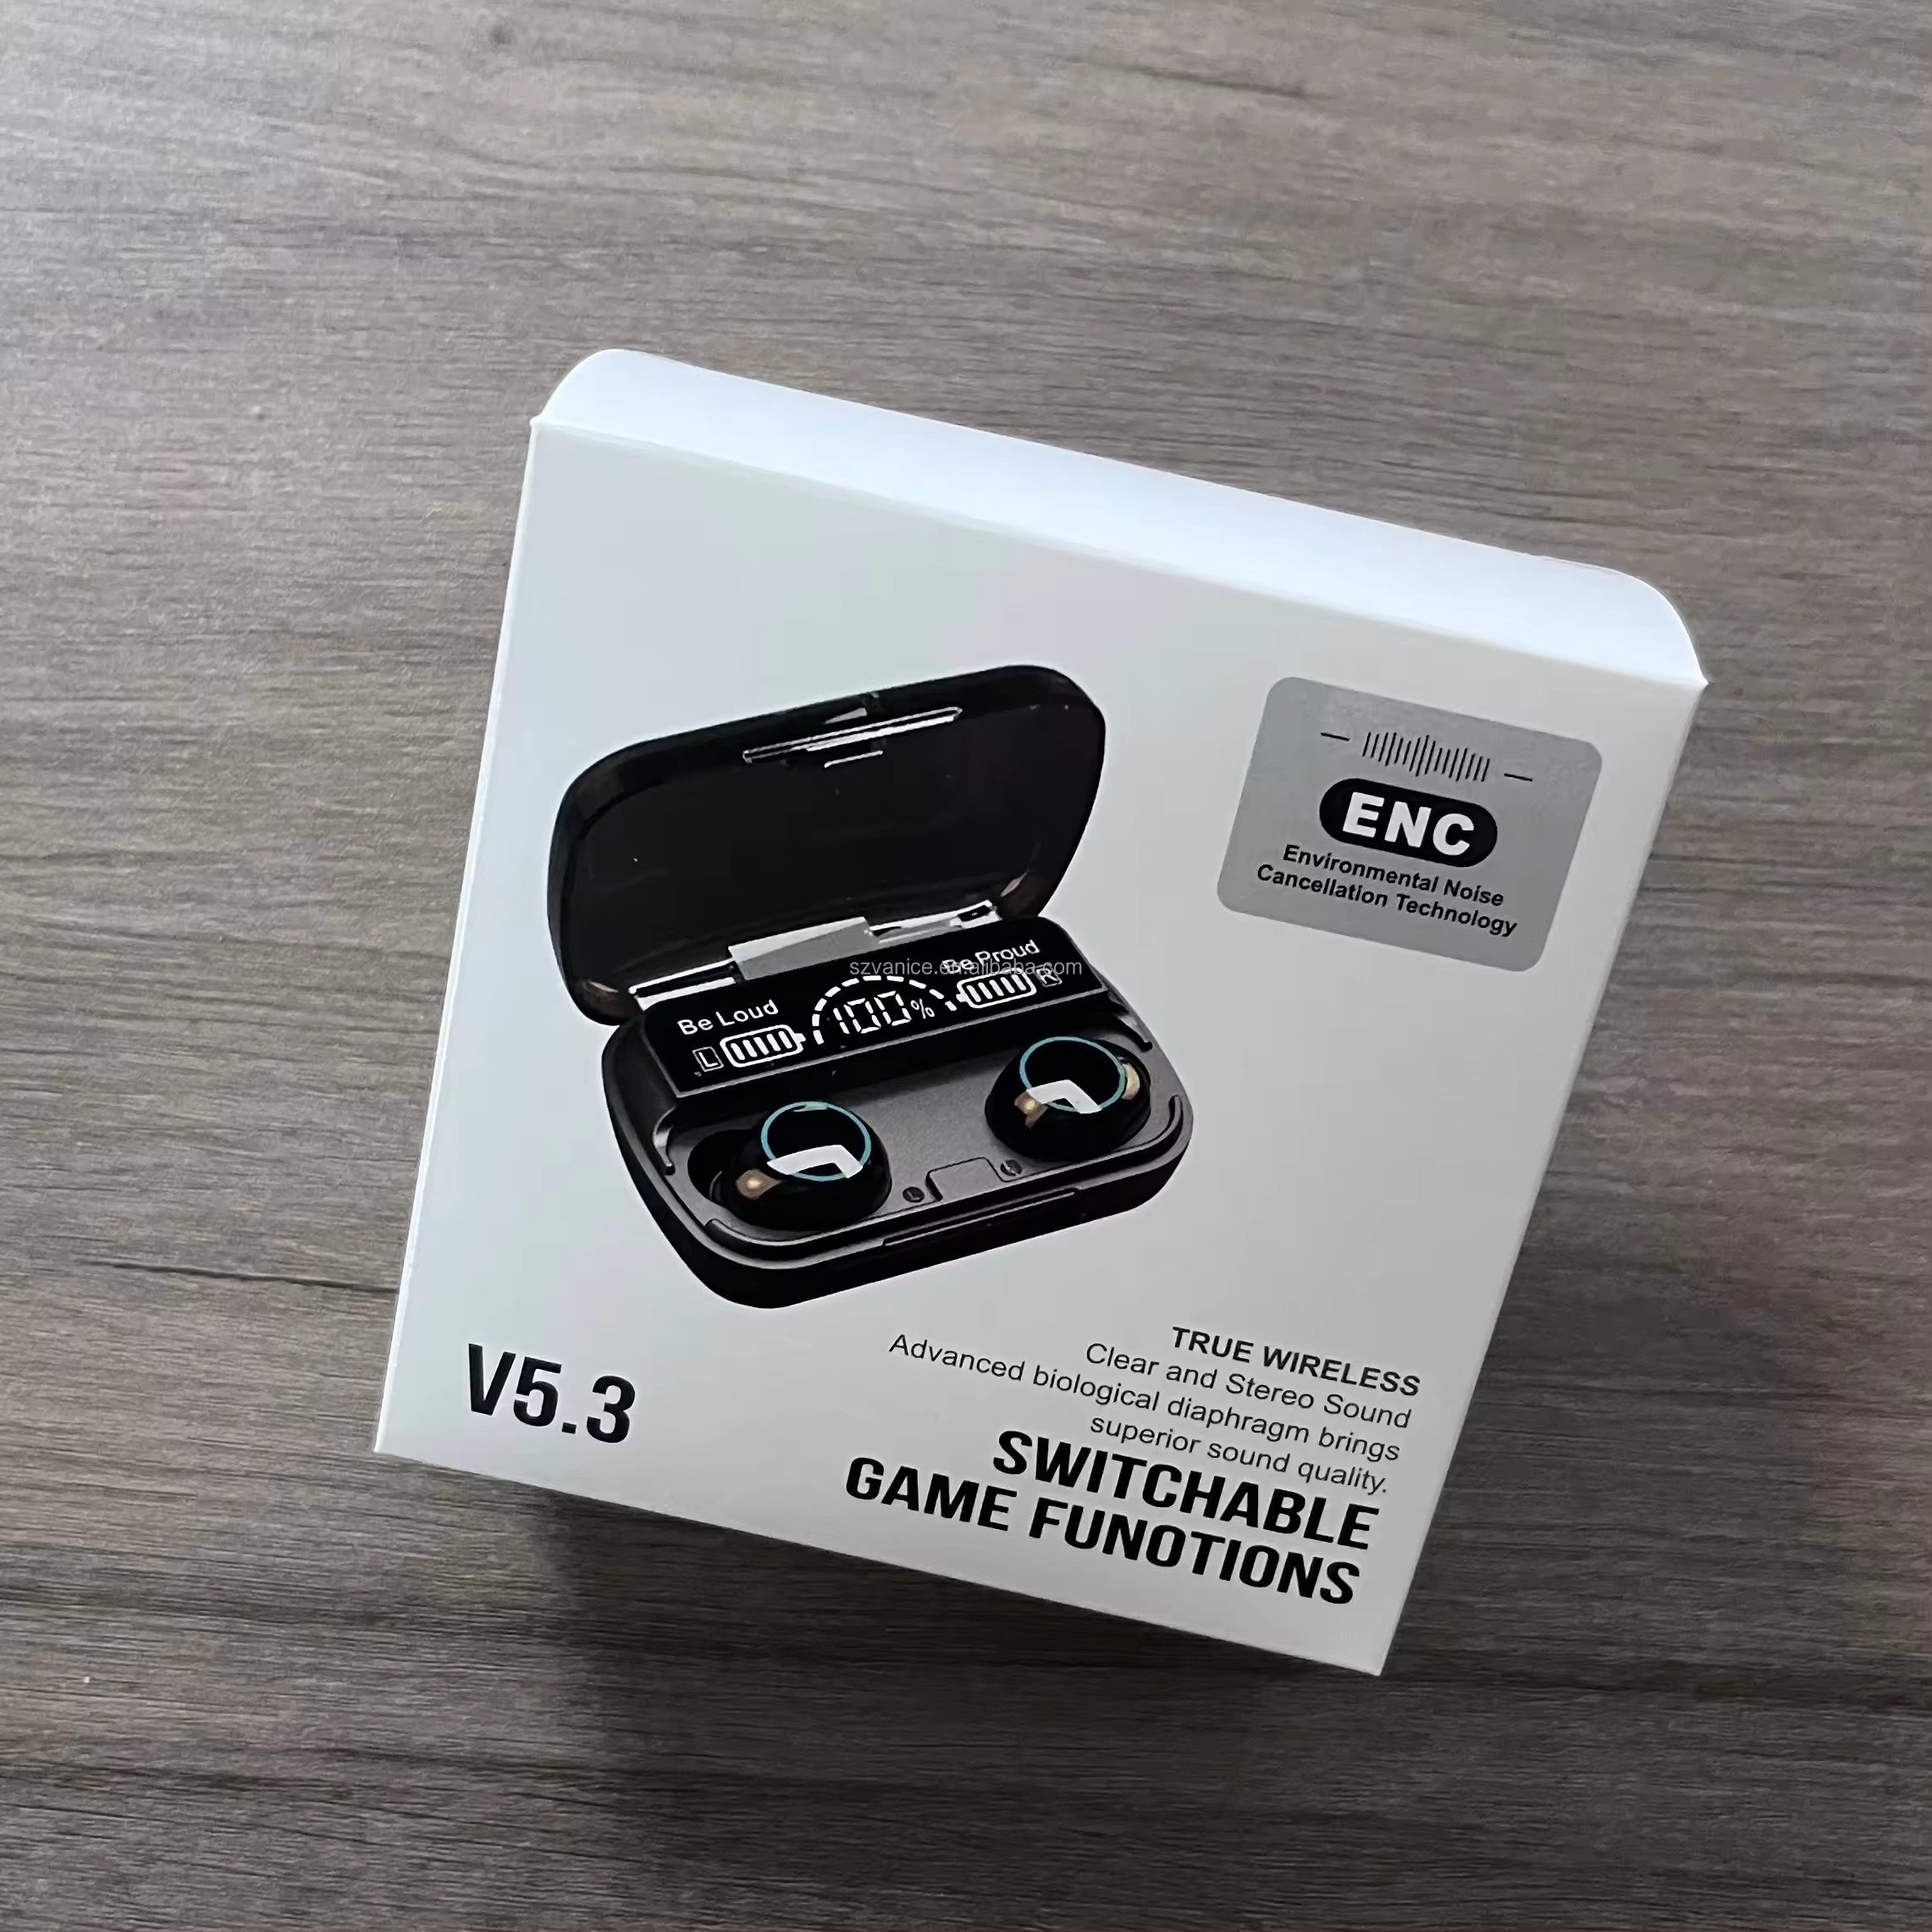 ENC
Environmental Noise
Cancellation Technology
szvanice.en.alibaba.com
Be Proud
Be Loud
100%
R
L
V5.3
TRUE WIRELESS
Clear and Stereo Sound
Advanced biological diaphragm brings
superior sound quality.
SWITCHABLE
GAME FUNOTIONS